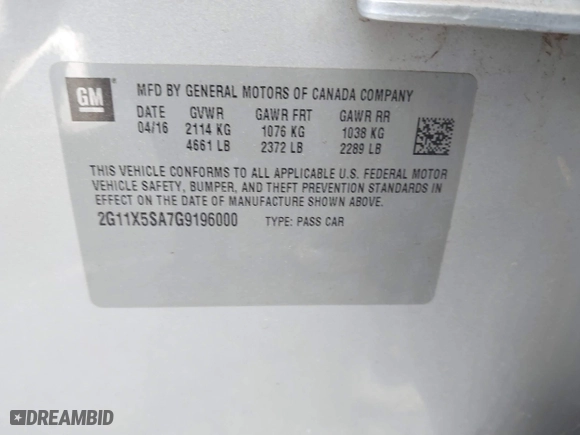 GM
MFD BY GENERAL MOTORS OF CANADA COMPANY
DATE GVWR GAWR FRT GAWR RR
04/16 2114 KG 1076 KG 1038 KG
4661 LB 2372 LB 2289 LB
THIS VEHICLE CONFORMS TO ALL APPLICABLE U.S. FEDERAL MOTOR
VEHICLE SAFETY, BUMPER, AND THEFT PREVENTION STANDARDS IN
EFFECT ON THE DATE OF MANUFACTURE SHOWN ABOVE.
2G11X5SA7G9196000 TYPE: PASS CAR
DREAMBID